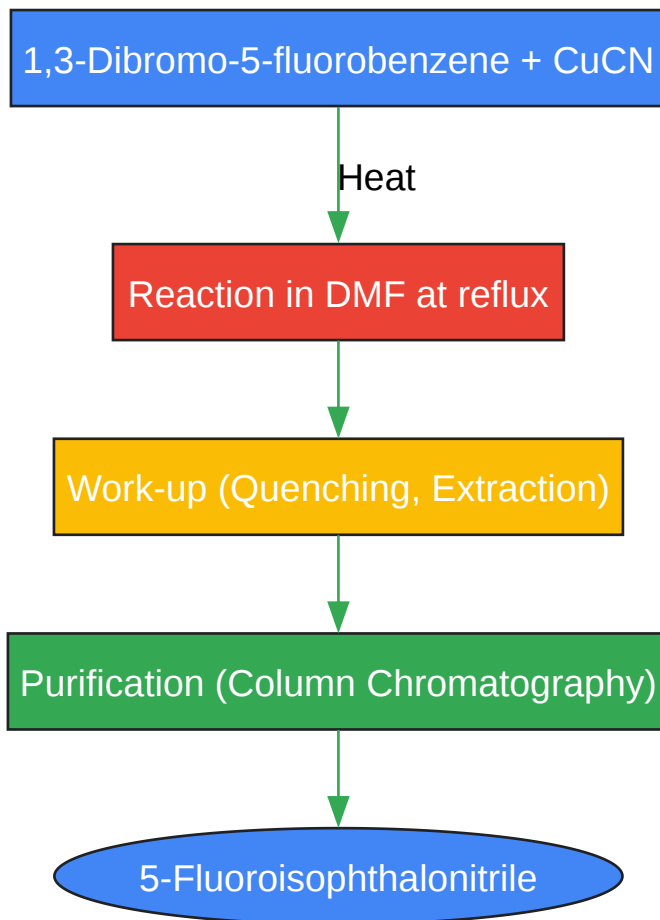 1,3-Dibromo-5-fluorobenzene + CuCN
Heat
Reaction in DMF at reflux
Work-up (Quenching, Extraction)
Purification (Column Chromatography)
5-Fluoroisophthalonitrile